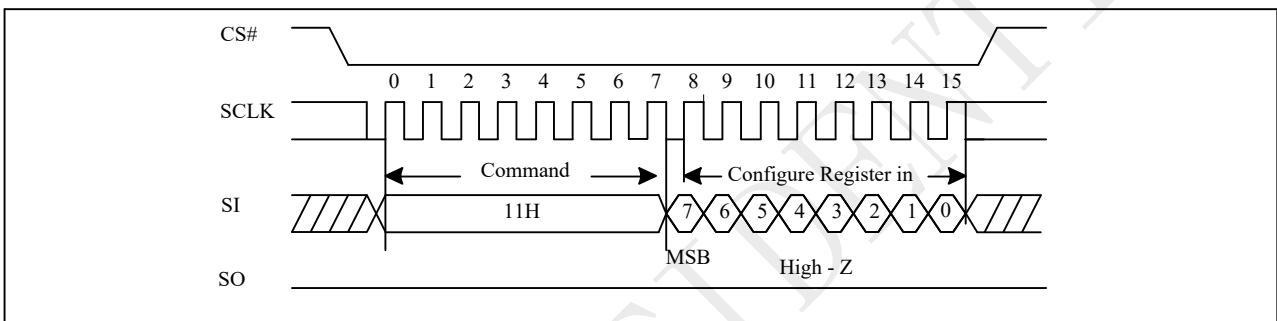 CS#
0 1 2 3 4 5 6 7 8 9 10 11 12 13 14 15
SCLK
Command Configure Register in
SI 11H 7 6 5 4 3 2 1 0
MSB High - Z
SO